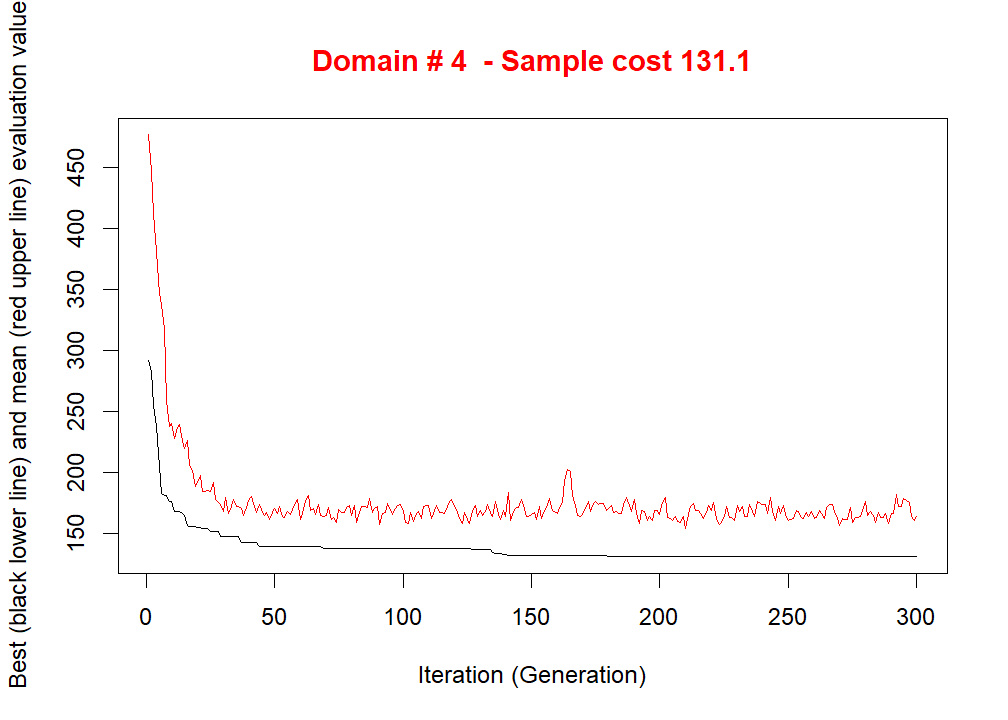 Domain # 4  - Sample cost 131.1
Best (black lower line) and mean (red upper line) evaluation value
450
400
350
300
250
200
150
0 50 100 150 200 250 300
Iteration (Generation)